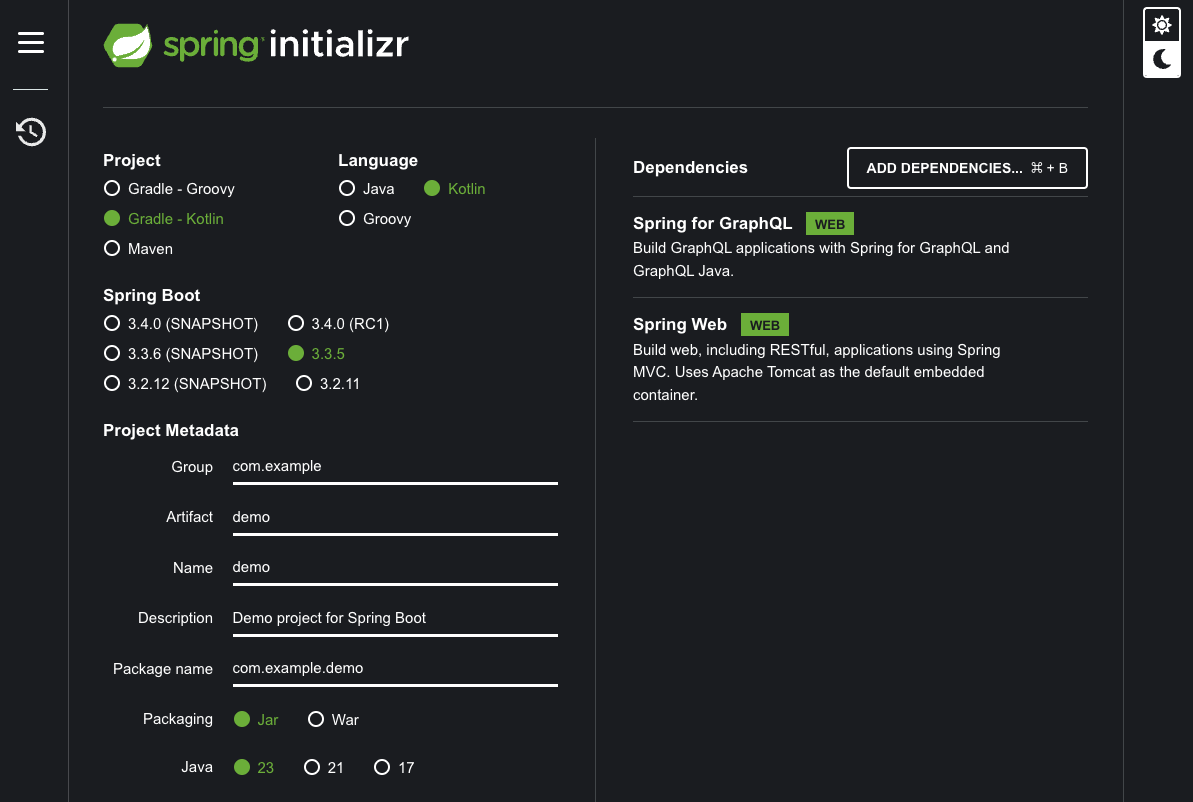 spring initializr
Project
Gradle - Groovy
Gradle - Kotlin
Maven
Language
Java Kotlin
Groovy
Spring Boot
3.4.0 (SNAPSHOT) 3.4.0 (RC1)
3.3.6 (SNAPSHOT) 3.3.5
3.2.12 (SNAPSHOT) 3.2.11
Project Metadata
Group com.example
Artifact demo
Name demo
Description Demo project for Spring Boot
Package name com.example.demo
Packaging Jar War
Java 23 21 17
Dependencies ADD DEPENDENCIES... ⌘ + B
Spring for GraphQL WEB
Build GraphQL applications with Spring for GraphQL and
GraphQL Java.
Spring Web WEB
Build web, including RESTful, applications using Spring
MVC. Uses Apache Tomcat as the default embedded
container.